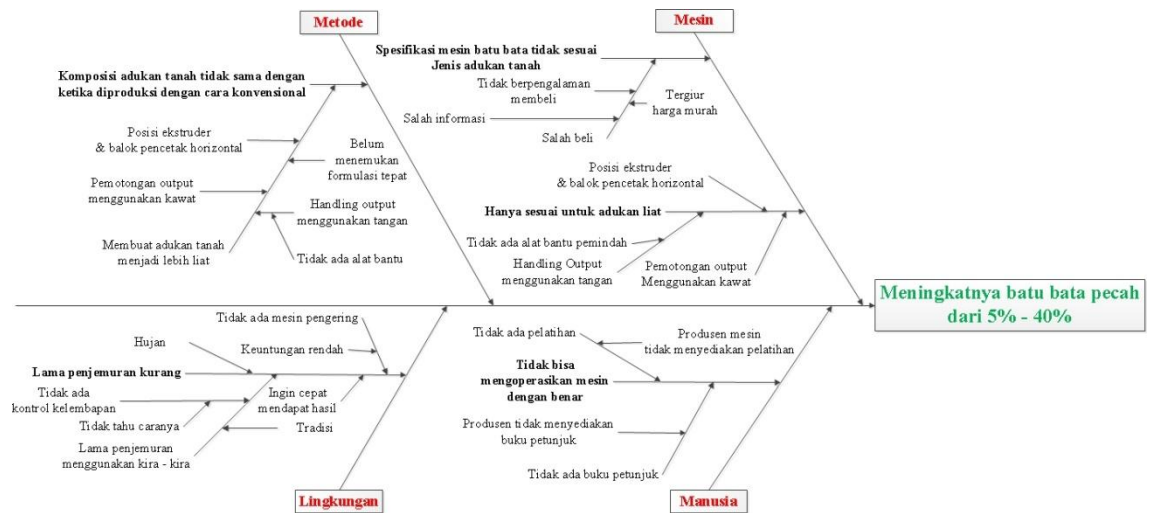 Metode
Mesin
Komposisi adukan tanah tidak sama dengan
ketika diproduksi dengan cara konvensional
Posisi ekstruder
& balok pencetak horizontal
Belum
menemukan
formulasi tepat
Pemotongan output
menggunakan kawat
Handling output
menggunakan tangan
Membuat adukan tanah
menjadi lebih liat
Tidak ada alat bantu
Spesifikasi mesin batu bata tidak sesuai
Jenis adukan tanah
Tidak berpengalaman
membeli
Tergiur
harga murah
Salah informasi
Salah beli
Posisi ekstruder
& balok pencetak horizontal
Hanya sesuai untuk adukan liat
Tidak ada alat bantu pemindah
Handling Output
menggunakan tangan
Pemotongan output
Menggunakan kawat
Meningkatnya batu bata pecah
dari 5% - 40%
Tidak ada mesin pengering
Hujan
Keuntungan rendah
Lama penjemuran kurang
Tidak ada
kontrol kelembapan
Ingin cepat
mendapat hasil
Tidak tahu caranya
Tradisi
Lama penjemuran
menggunakan kira - kira
Lingkungan
Tidak ada pelatihan
Produsen mesin
tidak menyediakan pelatihan
Tidak bisa
mengoperasikan mesin
dengan benar
Produsen tidak menyediakan
buku petunjuk
Tidak ada buku petunjuk
Manusia